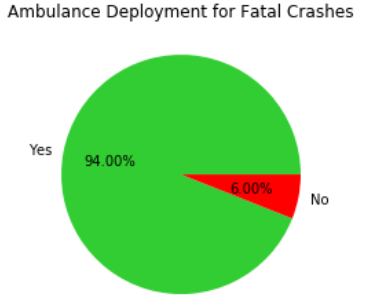 Ambulance Deployment for Fatal Crashes
Yes
94.00%
6.00%
No